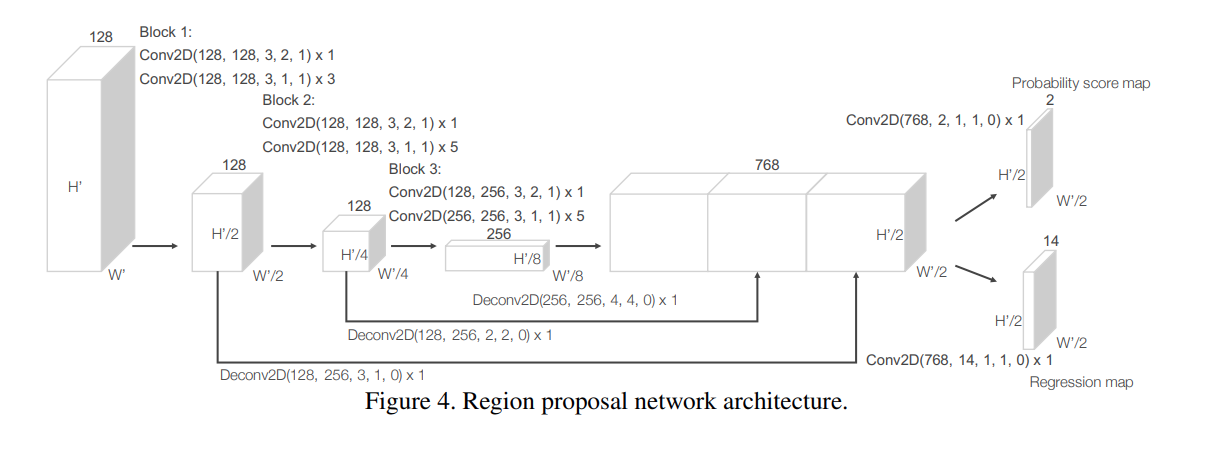 128
Block 1:
Conv2D(128, 128, 3, 2, 1) x 1
Conv2D(128, 128, 3, 1, 1) x 3
H'
W'
Block 2:
Conv2D(128, 128, 3, 2, 1) x 1
Conv2D(128, 128, 3, 1, 1) x 5
128
H'/2
W'/2
Block 3:
Conv2D(128, 256, 3, 2, 1) x 1
Conv2D(256, 256, 3, 1, 1) x 5
128
H'/4
W'/4
256
H'/8
W'/8
768
H'/2
W'/2
Probability score map
2
Conv2D(768, 2, 1, 1, 0) x 1
H'/2
W'/2
14
H'/2
W'/2
Conv2D(768, 14, 1, 1, 0) x 1
Regression map
Deconv2D(256, 256, 4, 4, 0) x 1
Deconv2D(128, 256, 2, 2, 0) x 1
Deconv2D(128, 256, 3, 1, 0) x 1
Figure 4. Region proposal network architecture.